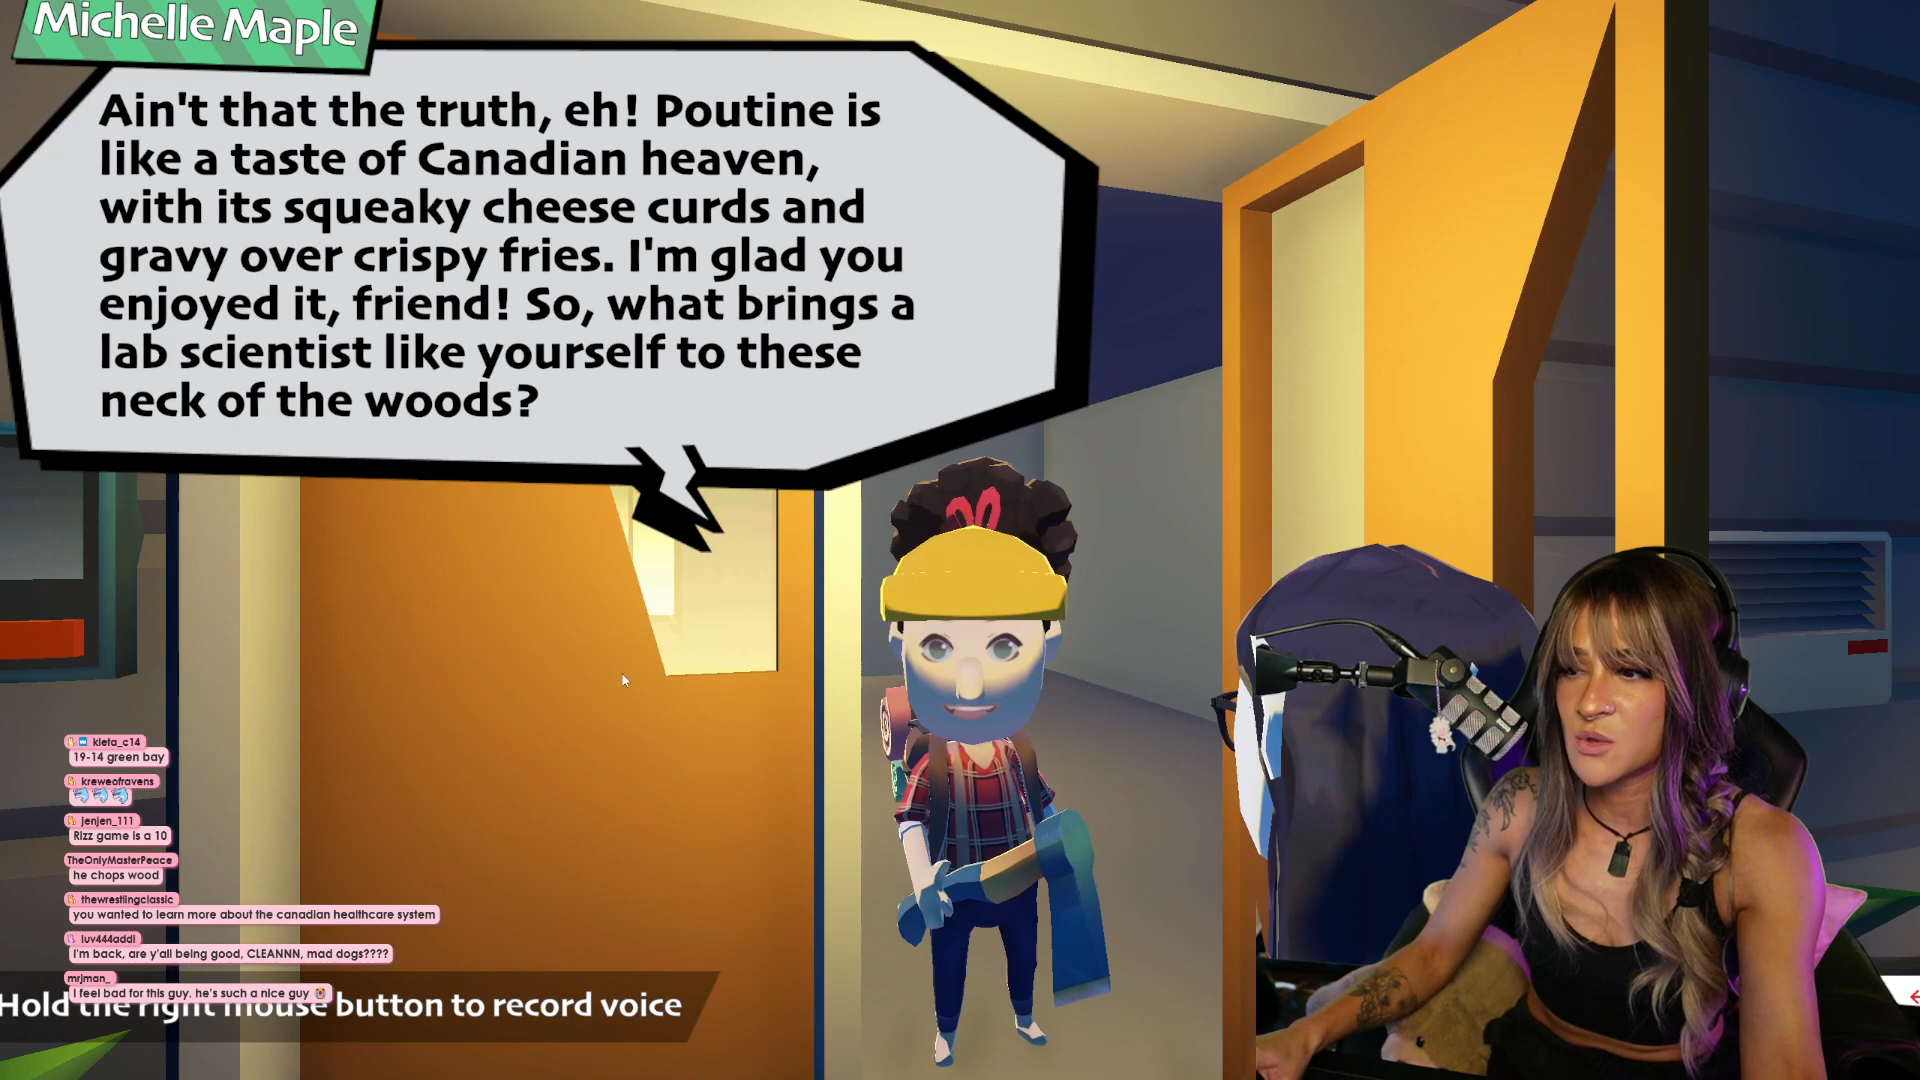 Michelle Maple
Ain't that the truth, eh! Poutine is
like a taste of Canadian heaven,
with its squeaky cheese curds and
gravy over crispy fries. I'm glad you
enjoyed it, friend! So, what brings a
lab scientist like yourself to these
neck of the woods?
kleta_c14
19-14 green bay
kreweofravens
jenjen_111
Rizz game is a 10
TheOnlyMasterPeace
he chops wood
thewrestlingclassic
you wanted to learn more about the canadian healthcare system
luv444addi
I'm back, are y'all being good, CLEANNN, mad dogs????
mrjman_
I feel bad for this guy. he's such a nice guy
Hold the right mouse button to record voice